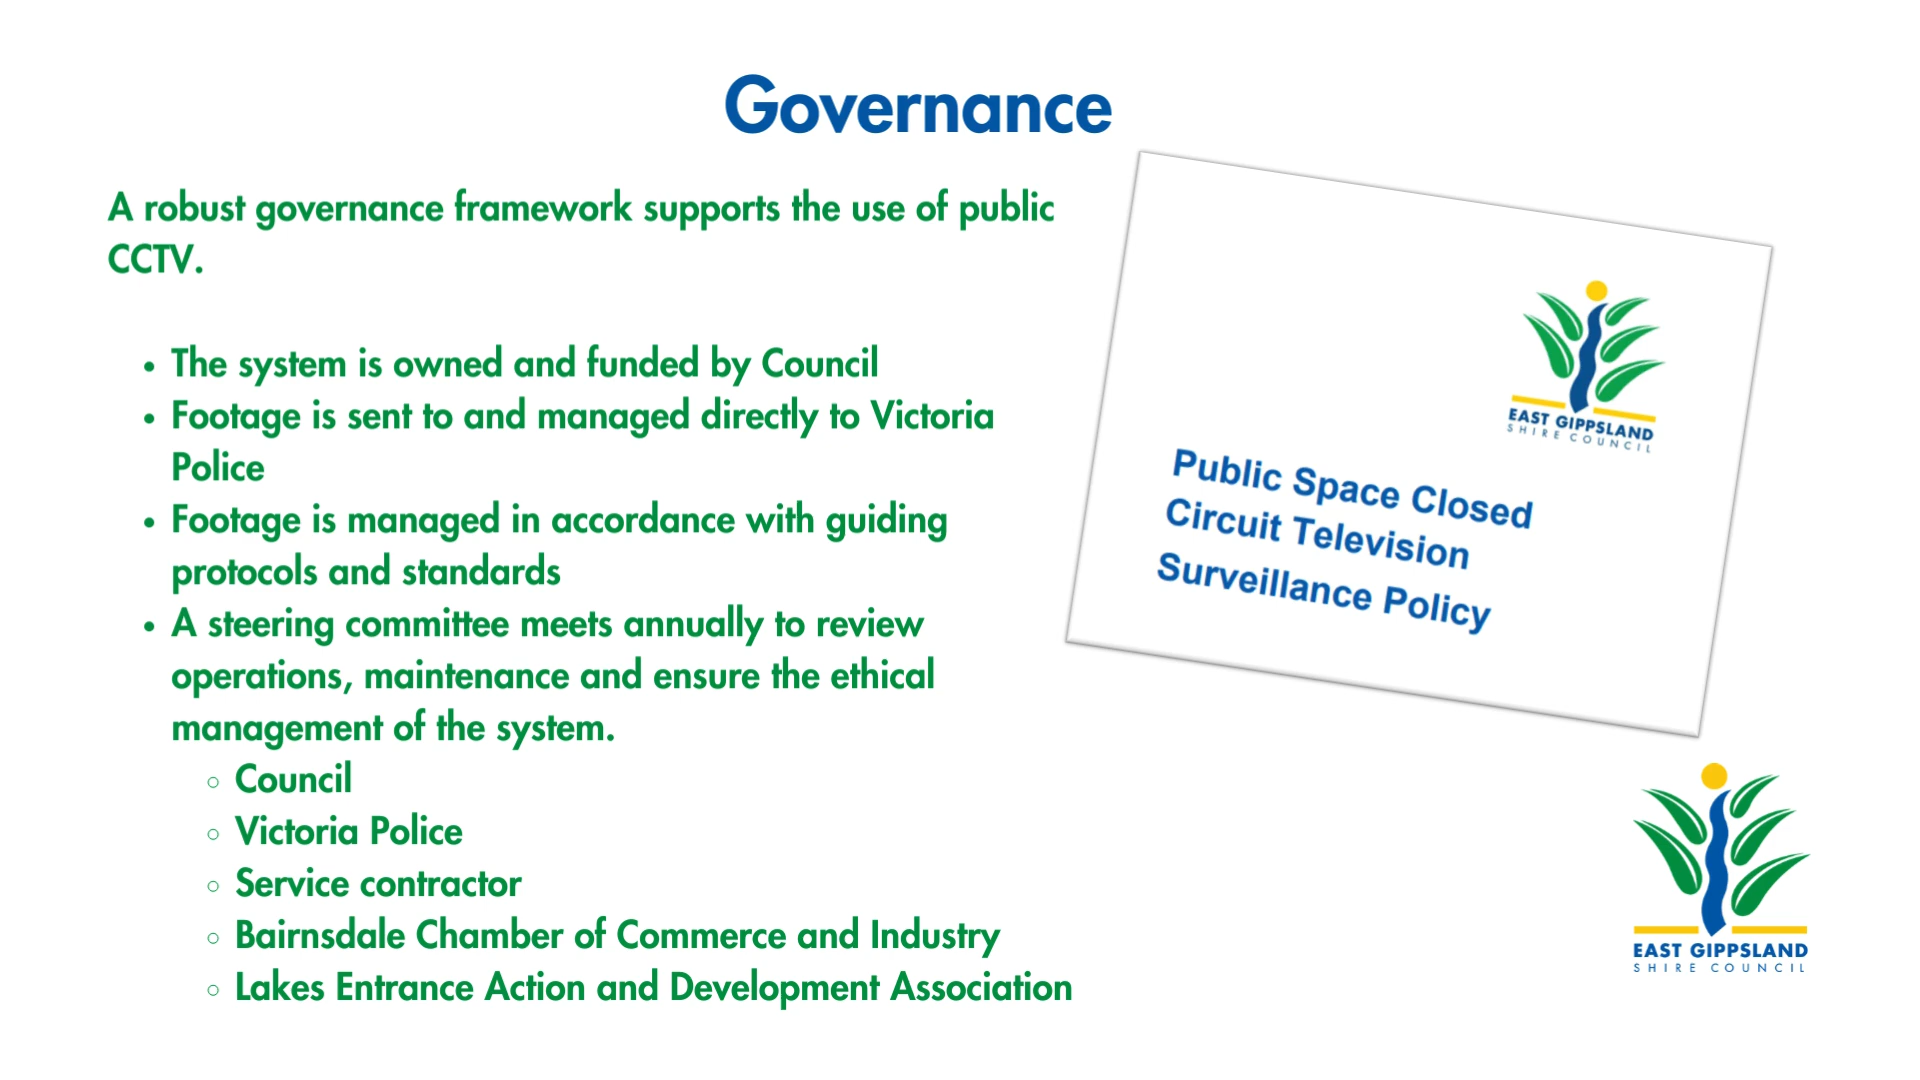 Governance
A robust governance framework supports the use of public
CCTV.
• The system is owned and funded by Council
• Footage is sent to and managed directly to Victoria
Police
• Footage is managed in accordance with guiding
protocols and standards
• A steering committee meets annually to review
operations, maintenance and ensure the ethical
management of the system.
○ Council
○ Victoria Police
○ Service contractor
○ Bairnsdale Chamber of Commerce and Industry
○ Lakes Entrance Action and Development Association
EAST GIPPSLAND
SHIRE COUNCIL
Public Space Closed
Circuit Television
Surveillance Policy
EAST GIPPSLAND
SHIRE COUNCIL